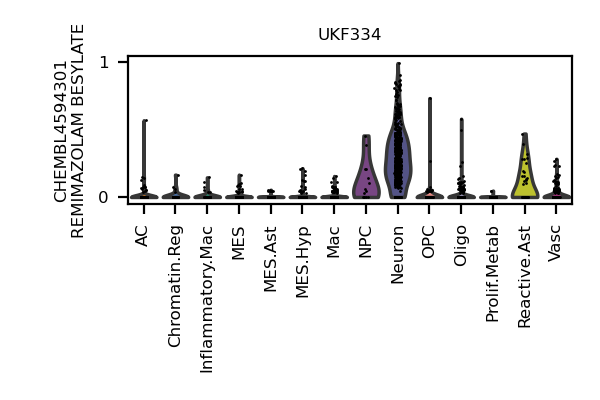 UKF334
CHEMBL4594301
REMIMAZOLAM BESYLATE
1
0
AC
Chromatin.Reg
Inflammatory.Mac
MES
MES.Ast
MES.Hyp
Mac
NPC
Neuron
OPC
Oligo
Prolif.Metab
Reactive.Ast
Vasc